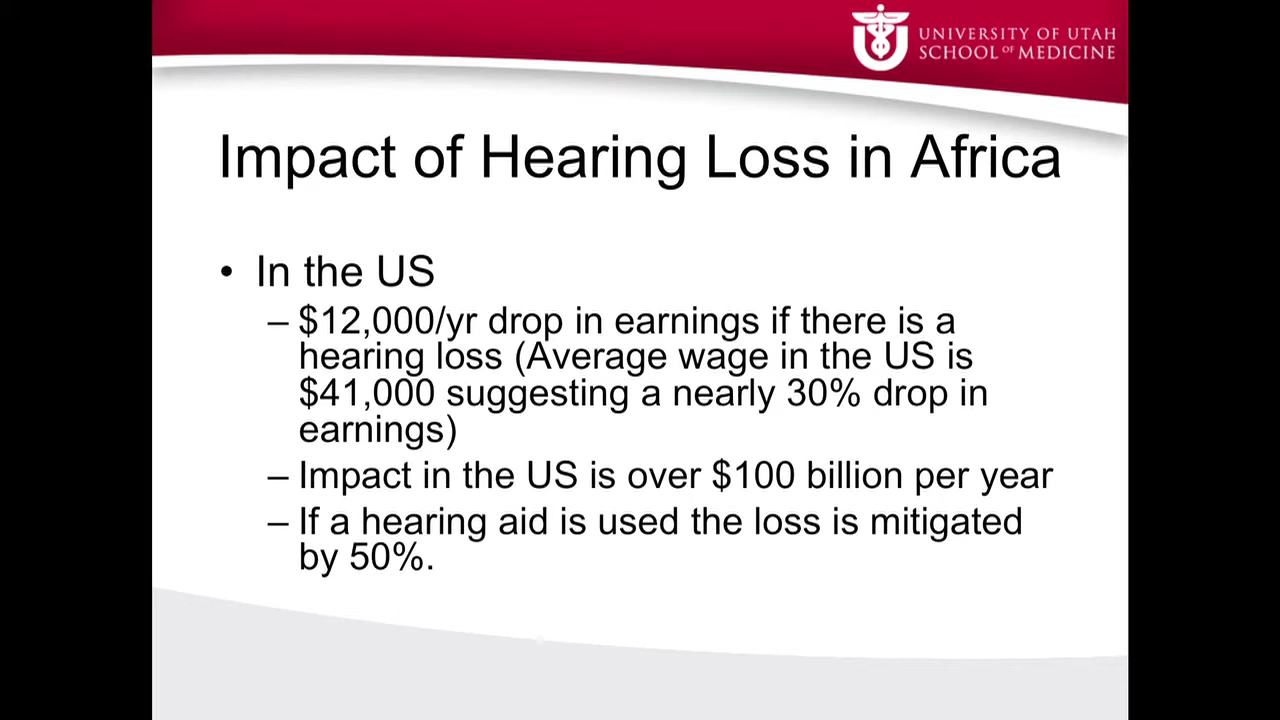 UNIVERSITY OF UTAH
SCHOOL OF MEDICINE
Impact of Hearing Loss in Africa
• In the US
– $12,000/yr drop in earnings if there is a
hearing loss (Average wage in the US is
$41,000 suggesting a nearly 30% drop in
earnings)
– Impact in the US is over $100 billion per year
– If a hearing aid is used the loss is mitigated
by 50%.